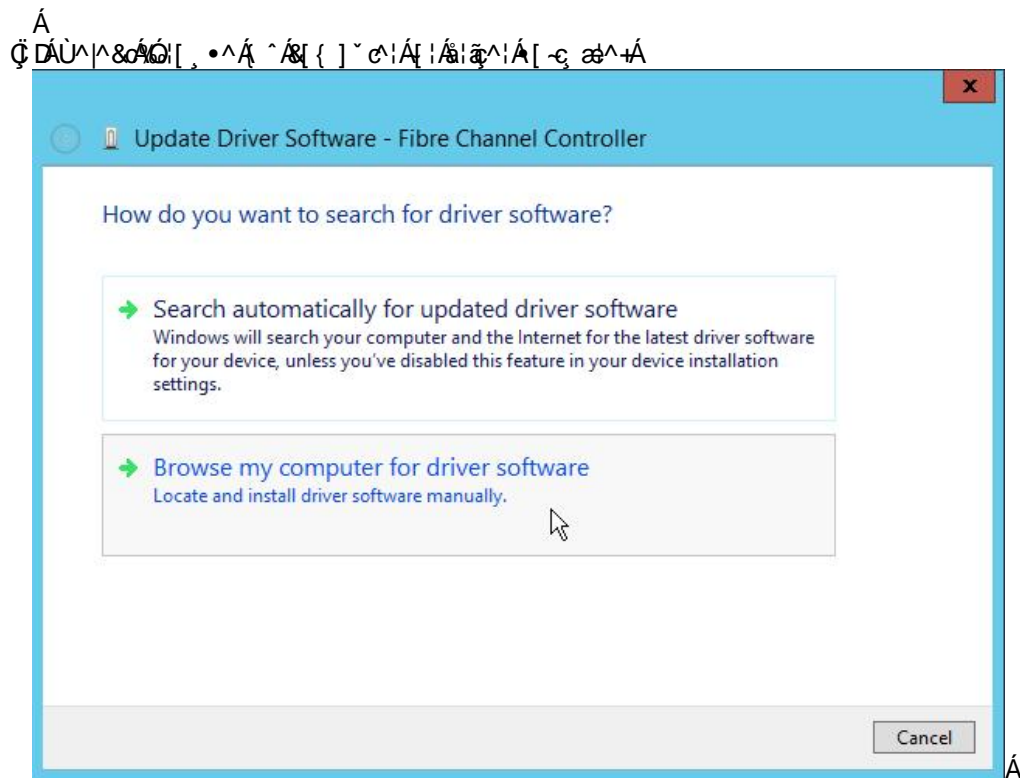 Update Driver Software - Fibre Channel Controller
How do you want to search for driver software?
Search automatically for updated driver software
Windows will search your computer and the Internet for the latest driver software
for your device, unless you've disabled this feature in your device installation
settings.
Browse my computer for driver software
Locate and install driver software manually.
Cancel